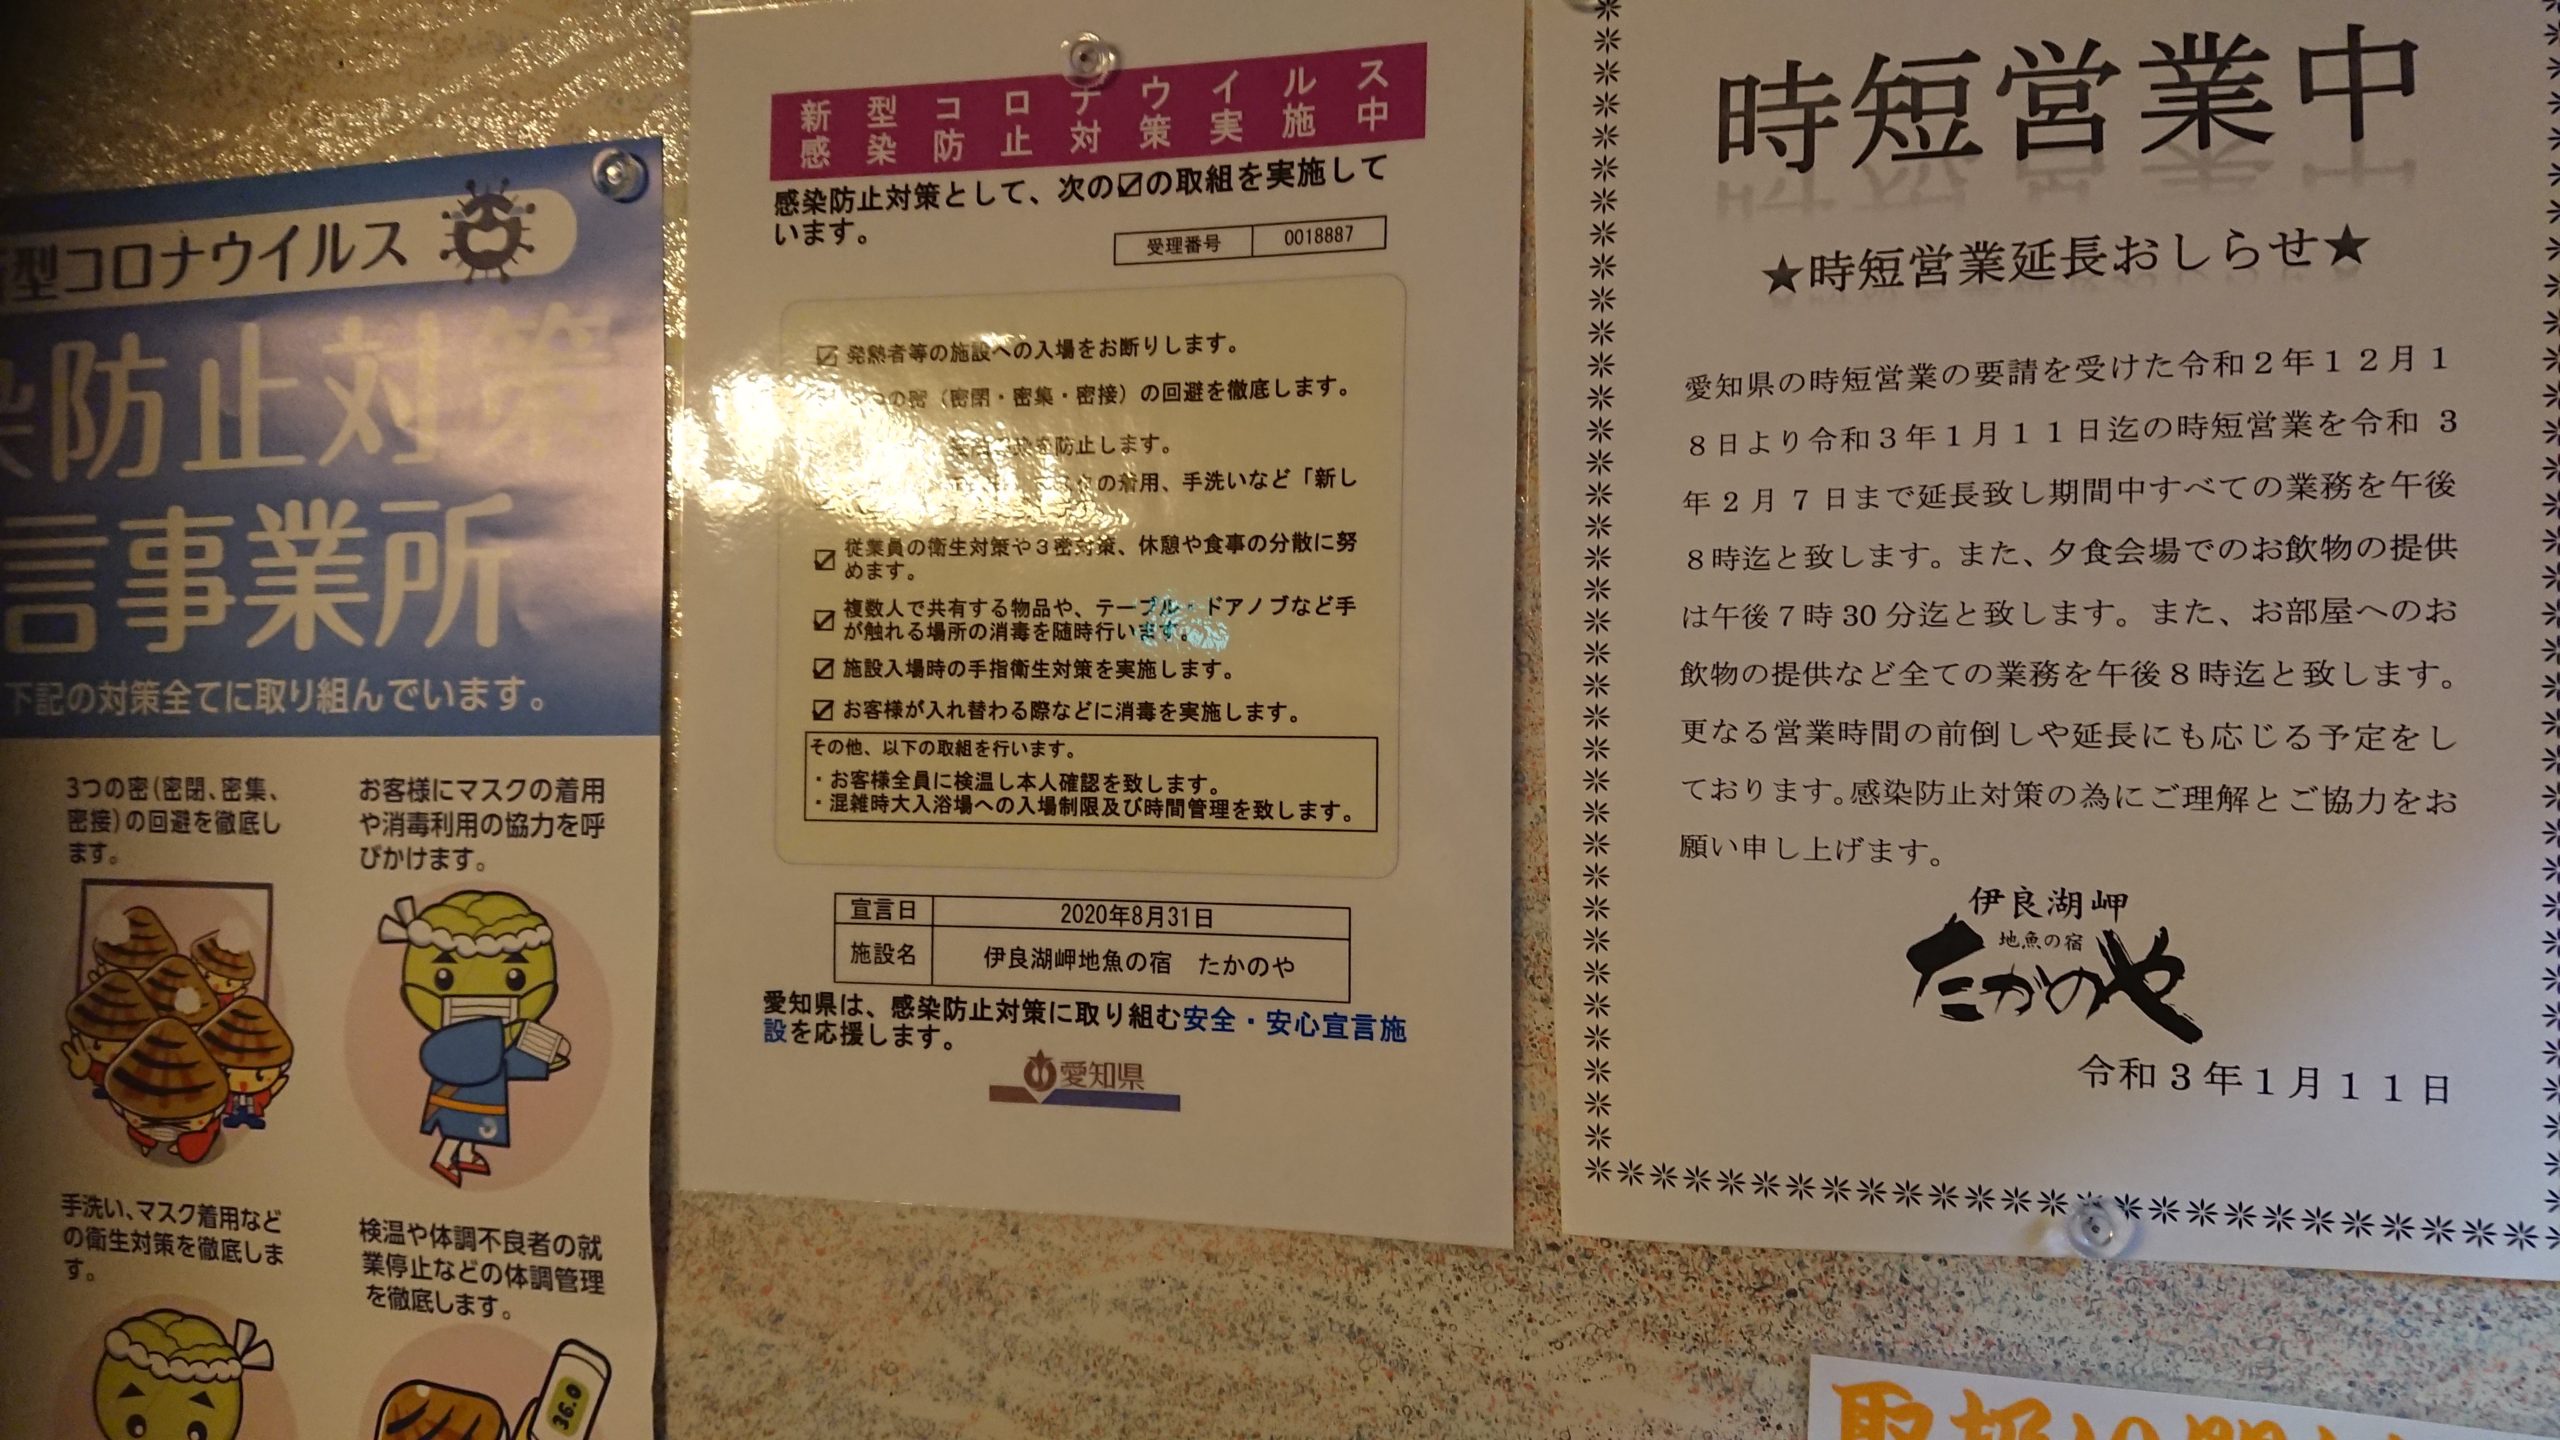 型コロナウイルス
防止対策
言事業所
下記の対策全てに取り組んでいます。
3つの密(密閉、密集、
密接)の回避を徹底し
ます。
お客様にマスクの着用
や消毒利用の協力を呼
びかけます。
手洗い、マスク着用など
の衛生対策を徹底しま
す。
検温や体調不良者の就
業停止などの体調管理
を徹底します。
36.0
新型コロナウイルス
感染防止対策実施中
感染防止対策として、次の☑の取組を実施して
います。
受理番号 0018887
☑ 発熱者等の施設への入場をお断りします。
つの密（密閉・密集・密接）の回避を徹底します。
を防止します。
の着用、手洗いなど「新し
☑ 従業員の衛生対策や３密対策、休憩や食事の分散に努
めます。
☑ 複数人で共有する物品や、テーブル・ドアノブなど手
が触れる場所の消毒を随時行います。
☑ 施設入場時の手指衛生対策を実施します。
☑ お客様が入れ替わる際などに消毒を実施します。
その他、以下の取組を行います。
・お客様全員に検温し本人確認を致します。
・混雑時大入浴場への入場制限及び時間管理を致します。
宣言日 2020年8月31日
施設名 伊良湖岬地魚の宿 たかのや
愛知県は、感染防止対策に取り組む安全・安心宣言施
設を応援します。
愛知県
時短営業中
★時短営業延長おしらせ★
愛知県の時短営業の要請を受けた令和２年１２月１
８日より令和３年１月１１日迄の時短営業を令和 ３
年２月７日まで延長致し期間中すべての業務を午後
８時迄と致します。また、夕食会場でのお飲物の提供
は午後７時 30 分迄と致します。また、お部屋へのお
飲物の提供など全ての業務を午後８時迄と致します。
更なる営業時間の前倒しや延長にも応じる予定をし
ております。感染防止対策の為にご理解とご協力をお
願い申し上げます。
伊良湖岬
地魚の宿
たかのや
令和３年１月１１日